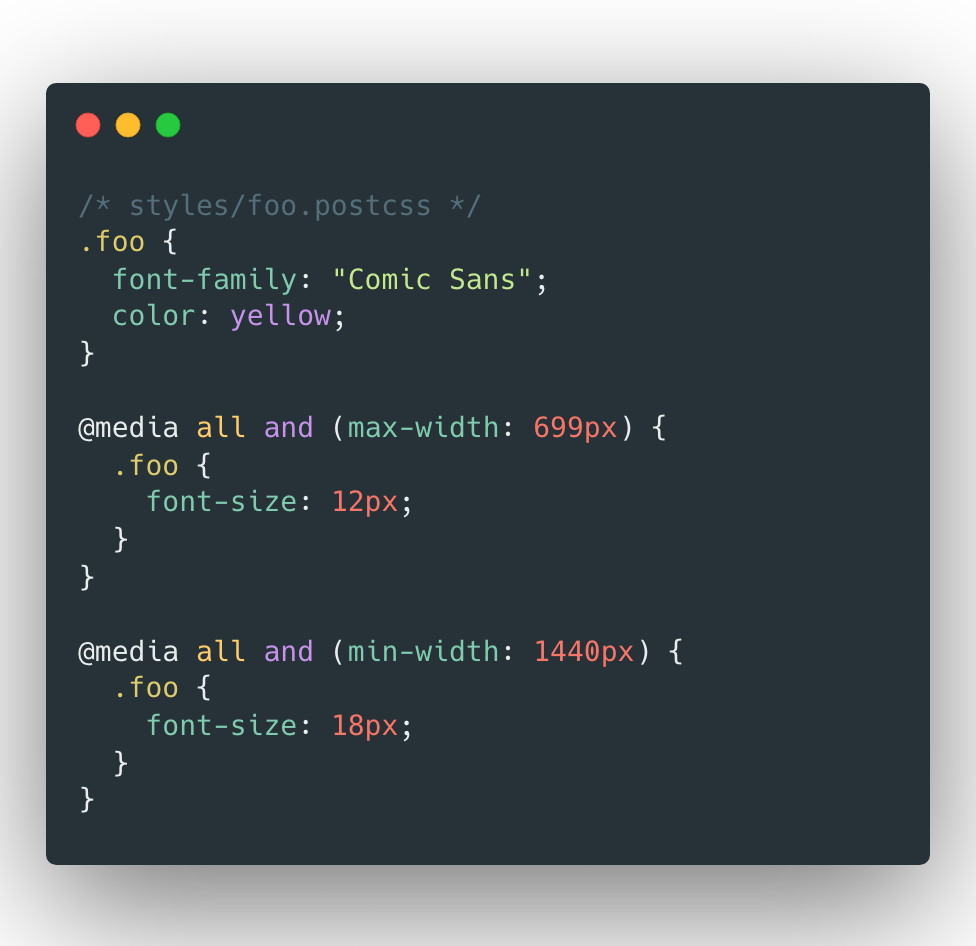 /* styles/foo.postcss */
.foo {
  font-family: "Comic Sans";
  color: yellow;
}

@media all and (max-width: 699px) {
  .foo {
    font-size: 12px;
  }
}

@media all and (min-width: 1440px) {
  .foo {
    font-size: 18px;
  }
}